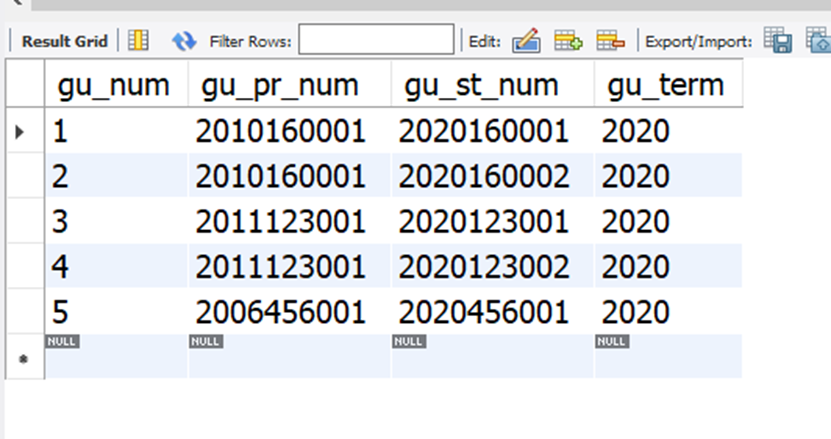 Result Grid Filter Rows: Edit: Export/Import:
gu_num gu_pr_num gu_st_num gu_term
1 2010160001 2020160001 2020
2 2010160001 2020160002 2020
3 2011123001 2020123001 2020
4 2011123001 2020123002 2020
5 2006456001 2020456001 2020
NULL NULL NULL NULL